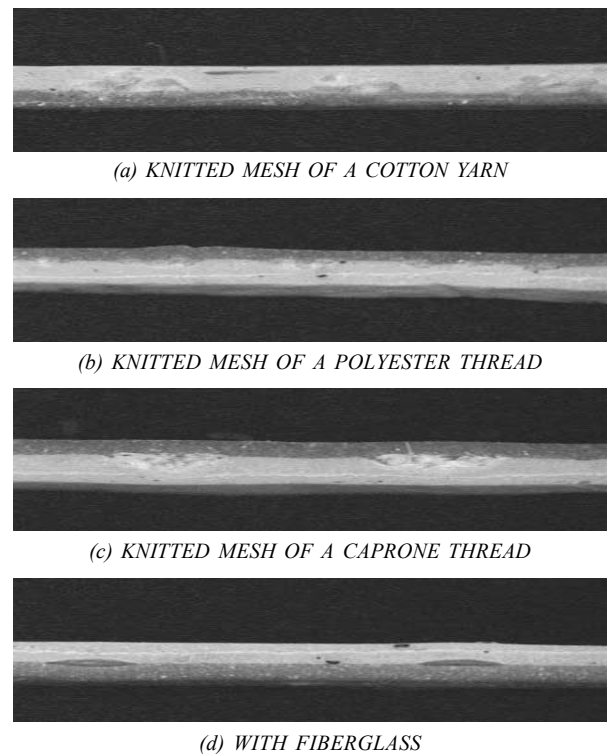 (a) KNITTED MESH OF A COTTON YARN
(b) KNITTED MESH OF A POLYESTER THREAD
(c) KNITTED MESH OF A CAPRONE THREAD
(d) WITH FIBERGLASS